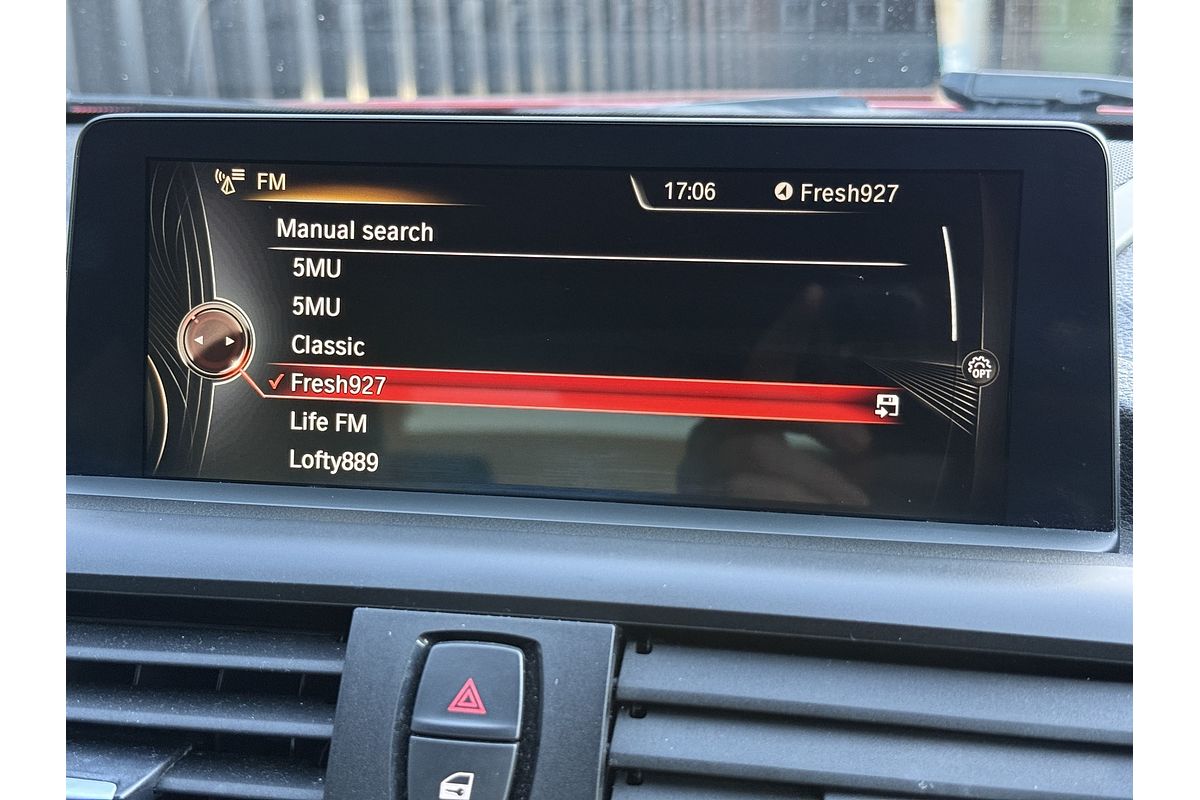 FM
17:06
Fresh927
Manual search
5MU
5MU
Classic
Fresh927
Life FM
Lofty889
OPT